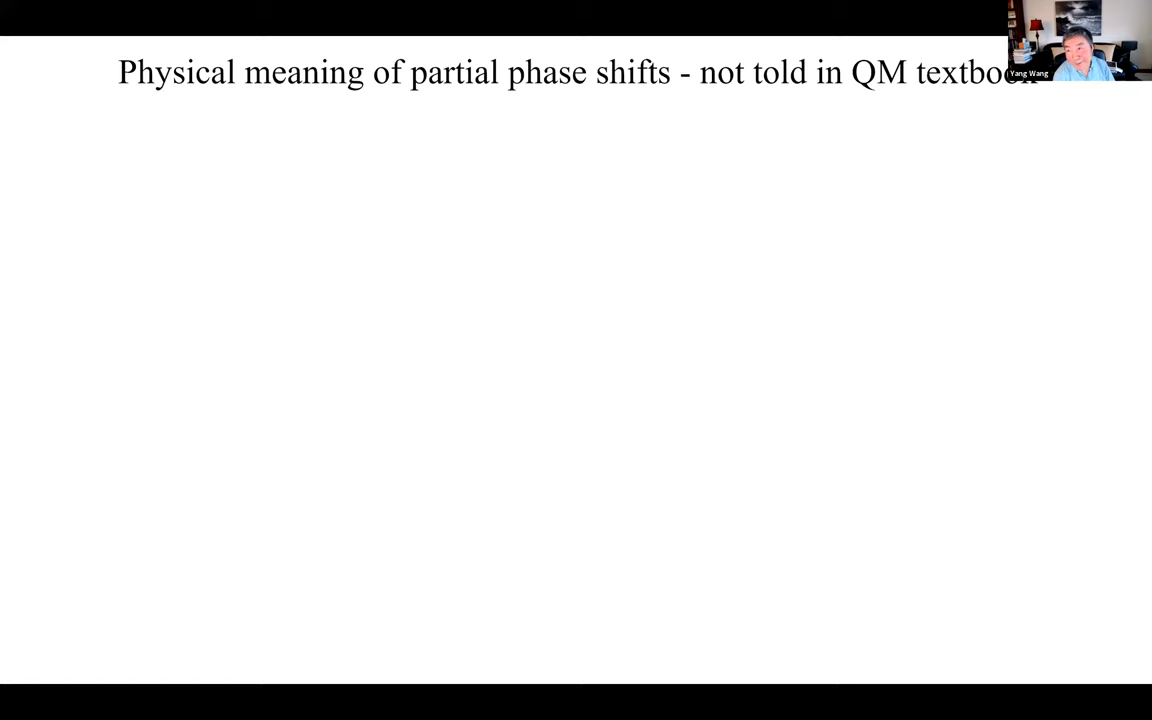 Physical meaning of partial phase shifts - not told in QM textbook
Yang Wang